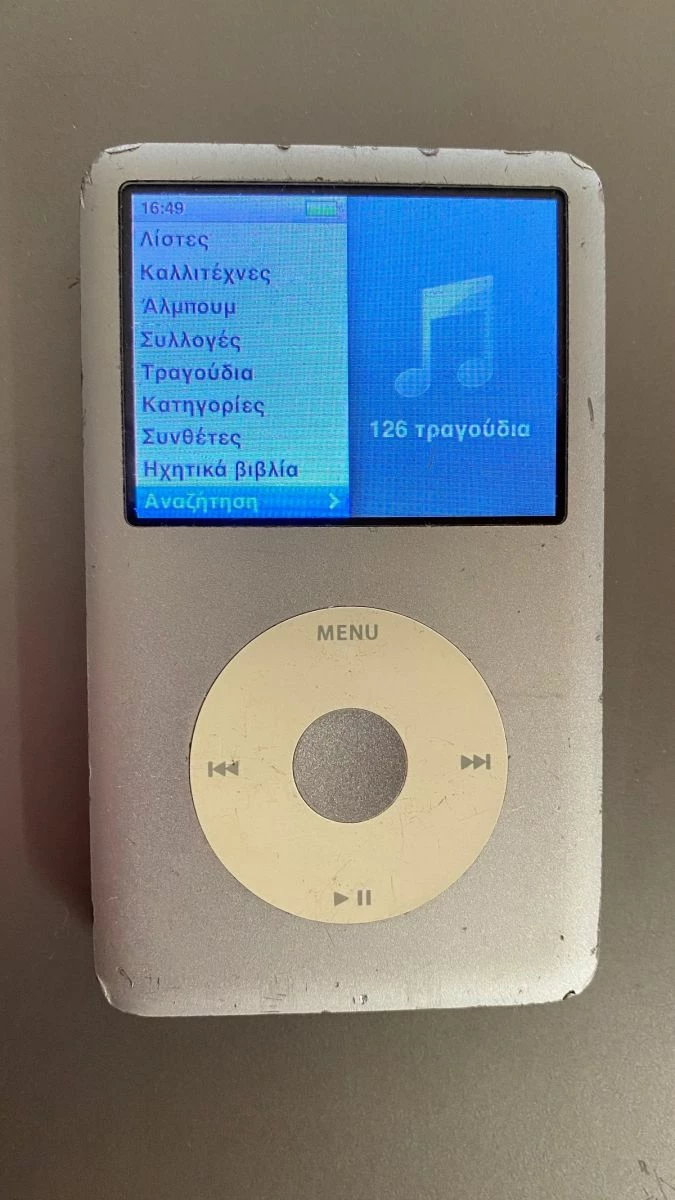 16:49
Λίστες
Καλλιτέχνες
Άλμπουμ
Συλλογές
Τραγούδια
Κατηγορίες
Συνθέτες
Ηχητικά βιβλία
Αναζήτηση
126 τραγούδια
MENU